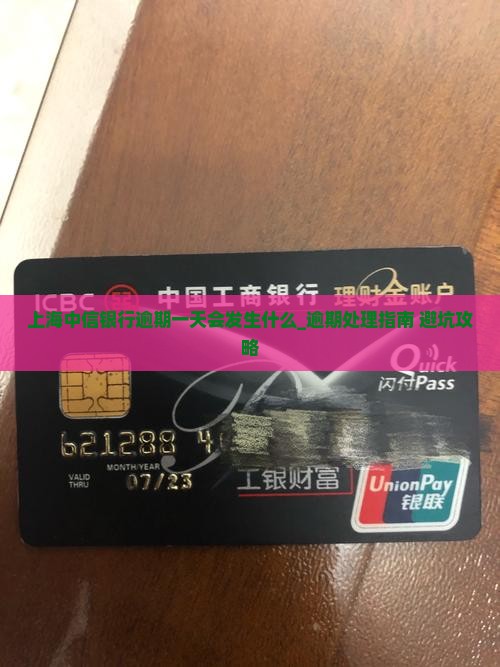 ICBC 中国工商银行 理财金账户
上海中信银行逾期一天会发生什么_逾期处理指南 避坑攻
略
Quick
闪付Pass
621288 4
MONTH/YEAR
VALID
THRU
07/23
工银财富
UnionPay
银联